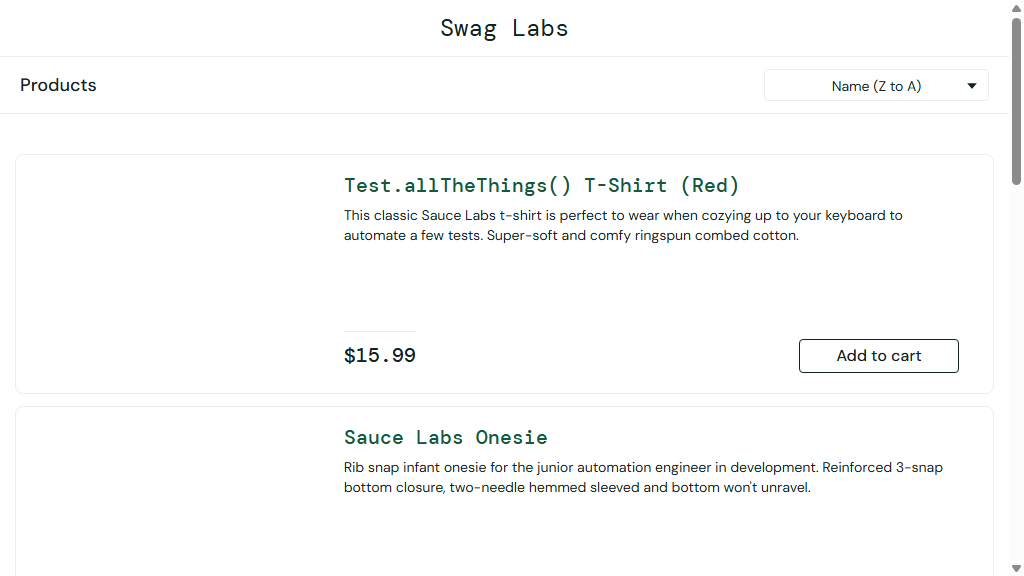 Swag Labs
Products
Name (Z to A)
Test.allTheThings() T-Shirt (Red)
This classic Sauce Labs t-shirt is perfect to wear when cozying up to your keyboard to
automate a few tests. Super-soft and comfy ringspun combed cotton.
$15.99
Add to cart
Sauce Labs Onesie
Rib snap infant onesie for the junior automation engineer in development. Reinforced 3-snap
bottom closure, two-needle hemmed sleeved and bottom won't unravel.